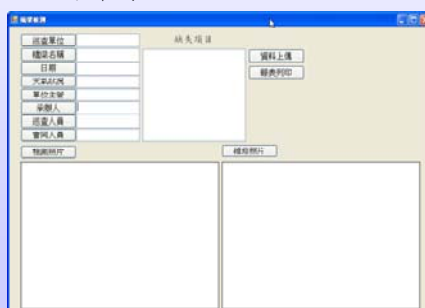 巡查單位
缺失項目
橋梁名稱
資料上傳
日期
報表列印
天氣狀況
單位主管
承辦人
巡查人員
會同人員